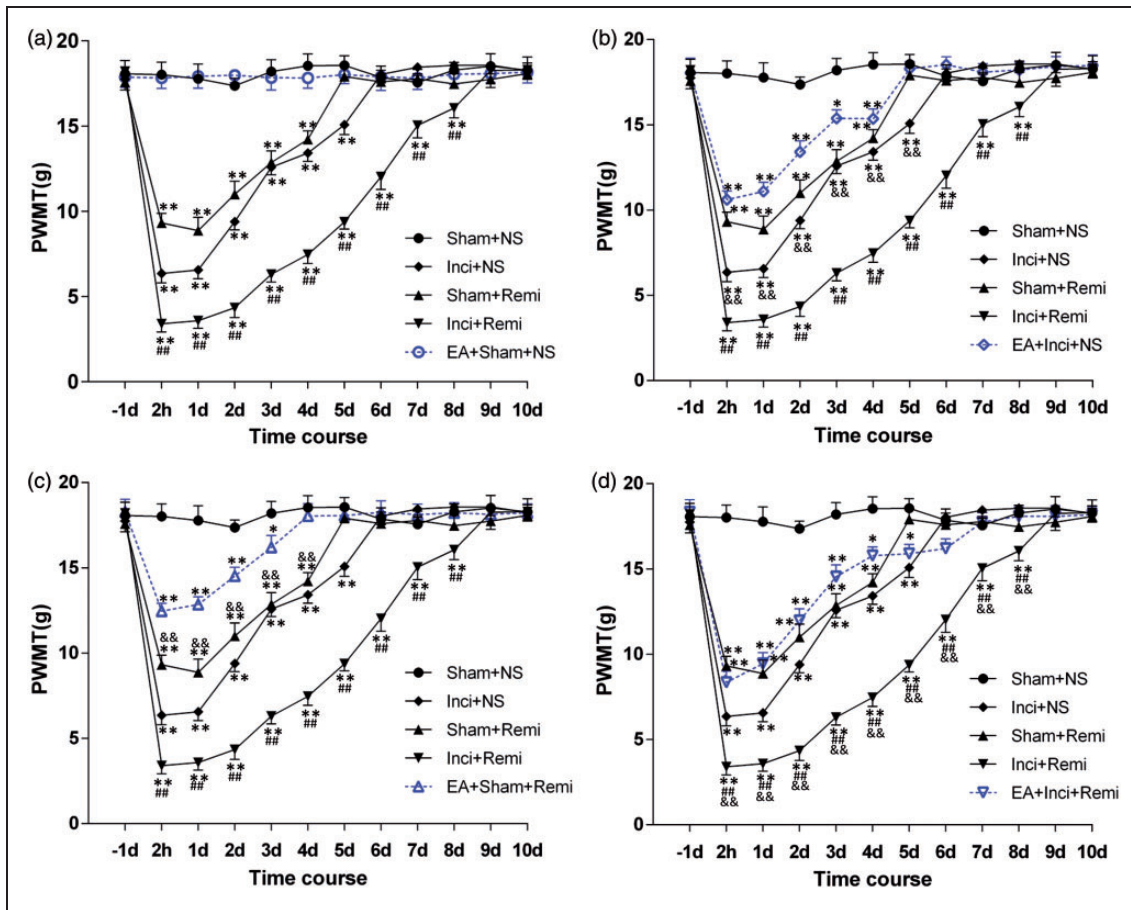 (a)
PWMT(g)
20
15
10
5
0
** ** ** ** **
** ** ** ** ** **
** ** ** ** ** ** ** ** **
## ## ## ## ## ## ## ## ##
Sham+NS
Inci+NS
Sham+Remi
Inci+Remi
EA+Sham+NS
-1d 2h 1d 2d 3d 4d 5d 6d 7d 8d 9d 10d
Time course
(b)
PWMT(g)
20
15
10
5
0
** ** ** * **
** ** ** ** **
** ** ** ** ** **
&& && && && && &&
** ** ** ** ** ** ** ** **
## ## ## ## ## ## ## ## ##
Sham+NS
Inci+NS
Sham+Remi
Inci+Remi
EA+Inci+NS
-1d 2h 1d 2d 3d 4d 5d 6d 7d 8d 9d 10d
Time course
(c)
PWMT(g)
20
15
10
5
0
** ** ** *
&& && && && &&
** ** ** ** **
** ** ** ** ** **
** ** ** ** ** ** ** ** **
## ## ## ## ## ## ## ## ##
Sham+NS
Inci+NS
Sham+Remi
Inci+Remi
EA+Sham+Remi
-1d 2h 1d 2d 3d 4d 5d 6d 7d 8d 9d 10d
Time course
(d)
PWMT(g)
20
15
10
5
0
** ** ** ** * *
** ** ** ** **
** ** ** ** ** **
** ** ** ** ** ** ** ** **
## ## ## ## ## ## ## ## ##
&& && && && && && && && &&
Sham+NS
Inci+NS
Sham+Remi
Inci+Remi
EA+Inci+Remi
-1d 2h 1d 2d 3d 4d 5d 6d 7d 8d 9d 10d
Time course